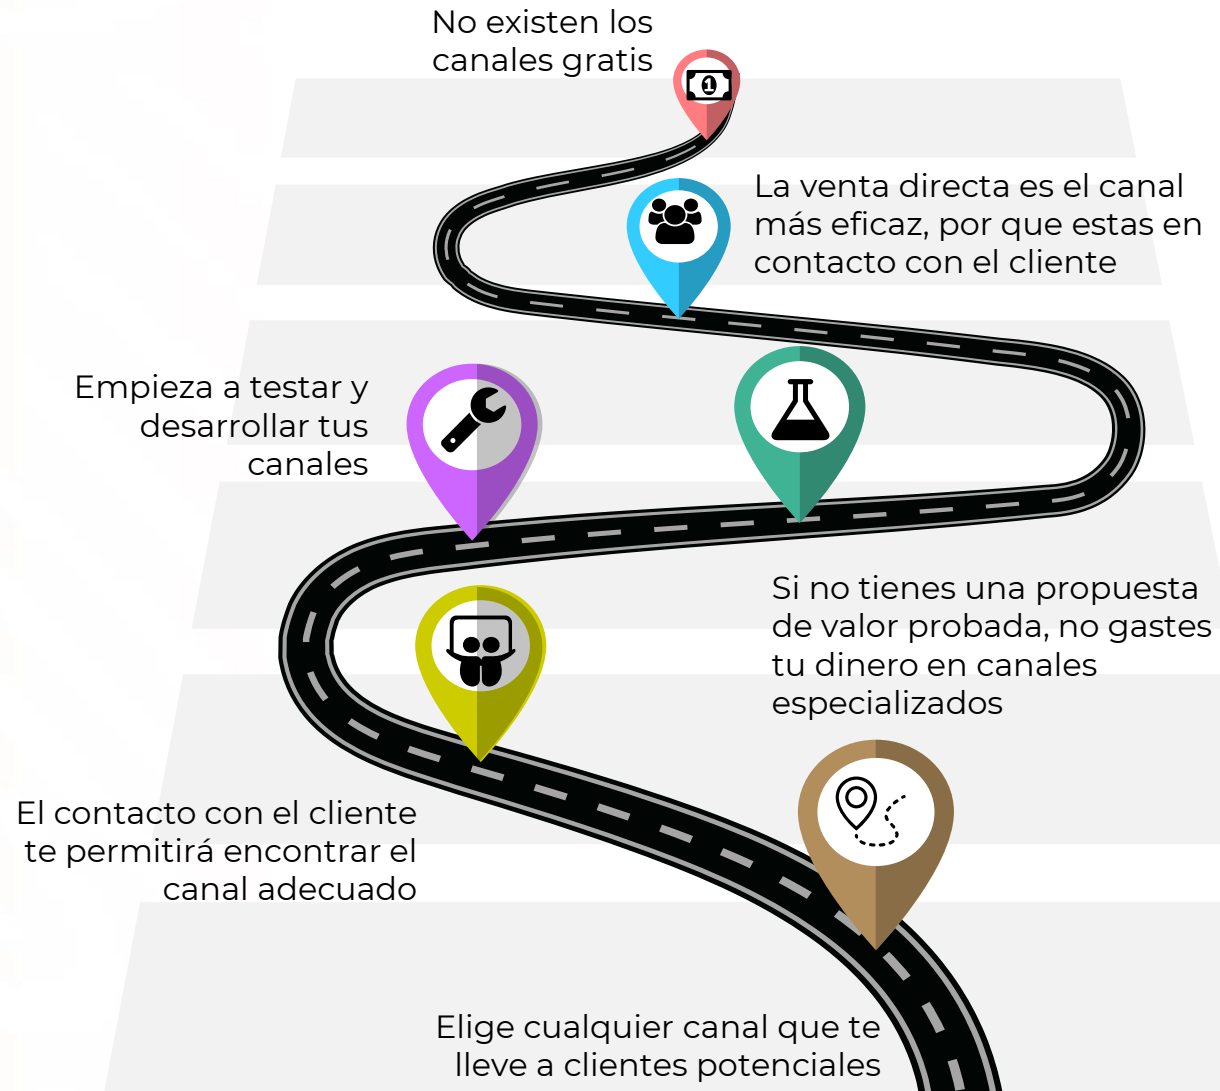 No existen los
canales gratis
La venta directa es el canal
más eficaz, por que estas en
contacto con el cliente
Empieza a testar y
desarrollar tus
canales
Si no tienes una propuesta
de valor probada, no gastes
tu dinero en canales
especializados
El contacto con el cliente
te permitirá encontrar el
canal adecuado
Elige cualquier canal que te
lleve a clientes potenciales